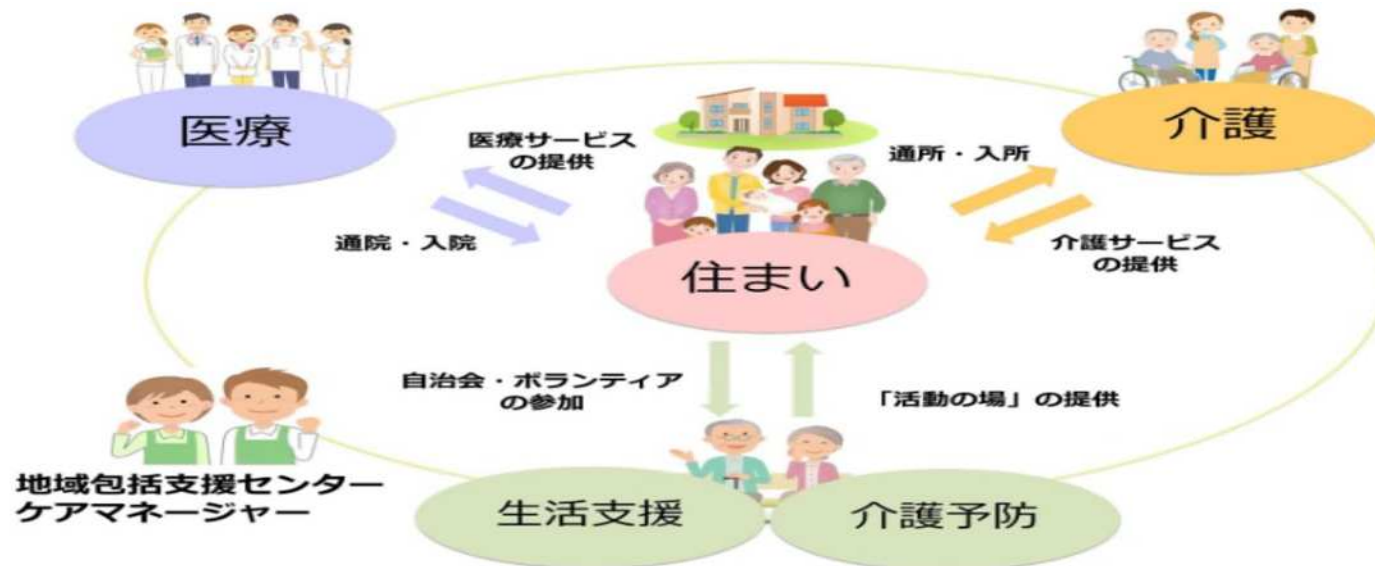 医療
介護
医療サービス
の提供
通所・入所
通院・入院
介護サービス
の提供
住まい
自治会・ボランティア
の参加
「活動の場」の提供
地域包括支援センター
ケアマネージャー
生活支援
介護予防